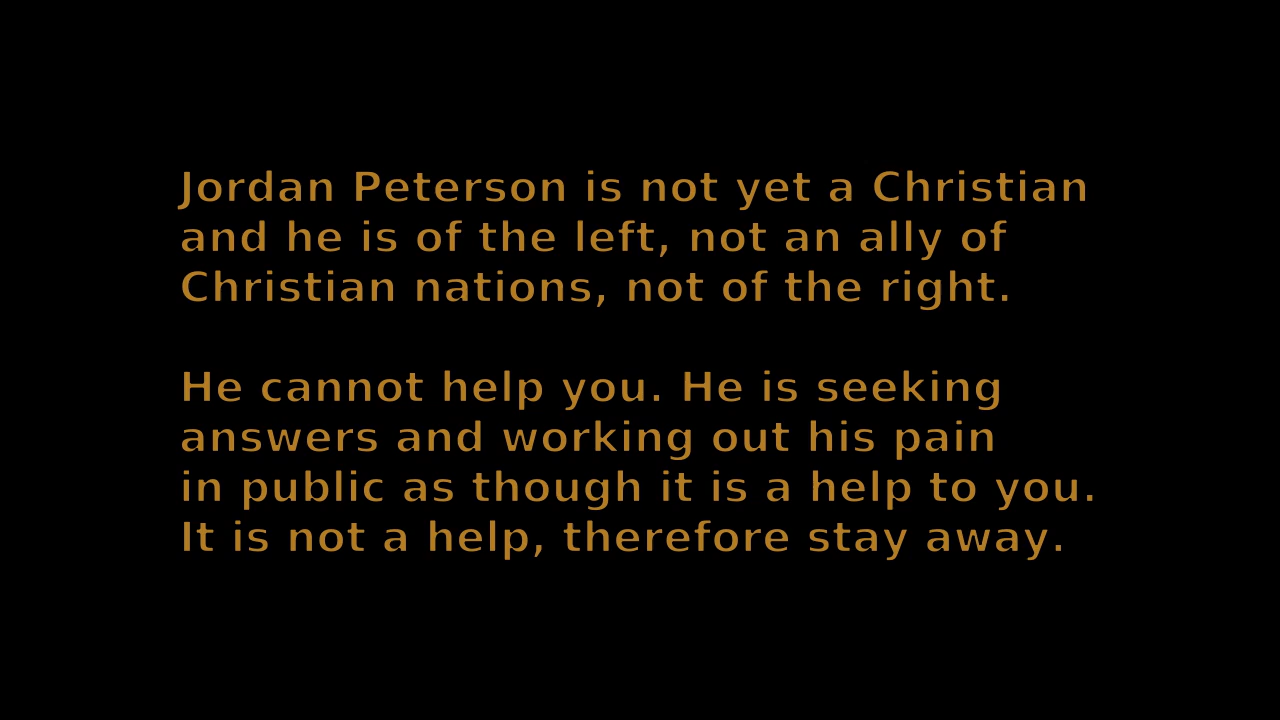 Jordan Peterson is not yet a Christian
and he is of the left, not an ally of
Christian nations, not of the right.
He cannot help you. He is seeking
answers and working out his pain
in public as though it is a help to you.
It is not a help, therefore stay away.